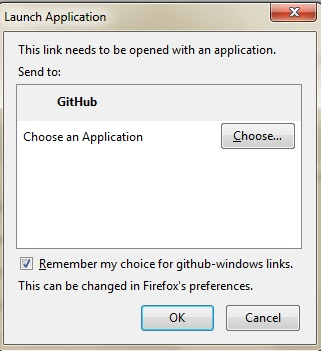 Launch Application
This link needs to be opened with an application.
Send to:
GitHub
Choose an Application
Choose...
Remember my choice for github-windows links.
This can be changed in Firefox's preferences.
OK
Cancel